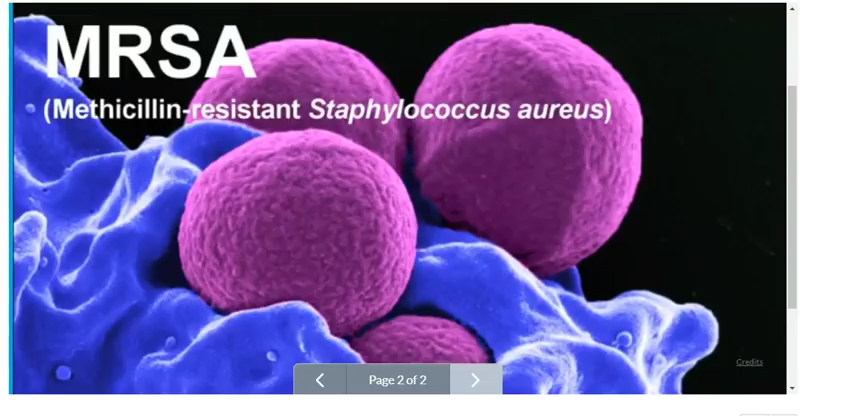 MRSA
(Methicillin-resistant Staphylococcus aureus)
Credits
Page 2 of 2